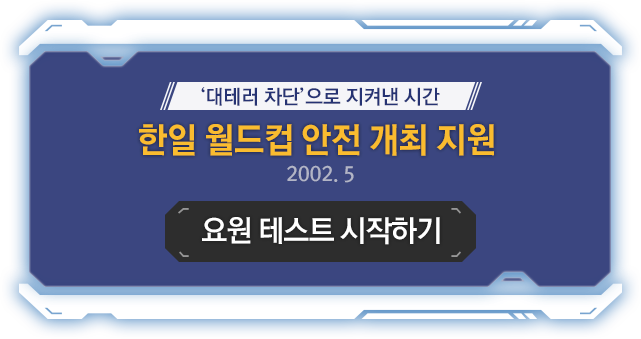 ‘대테러 차단’으로 지켜낸 시간
한일 월드컵 안전 개최 지원
2002. 5
요원 테스트 시작하기